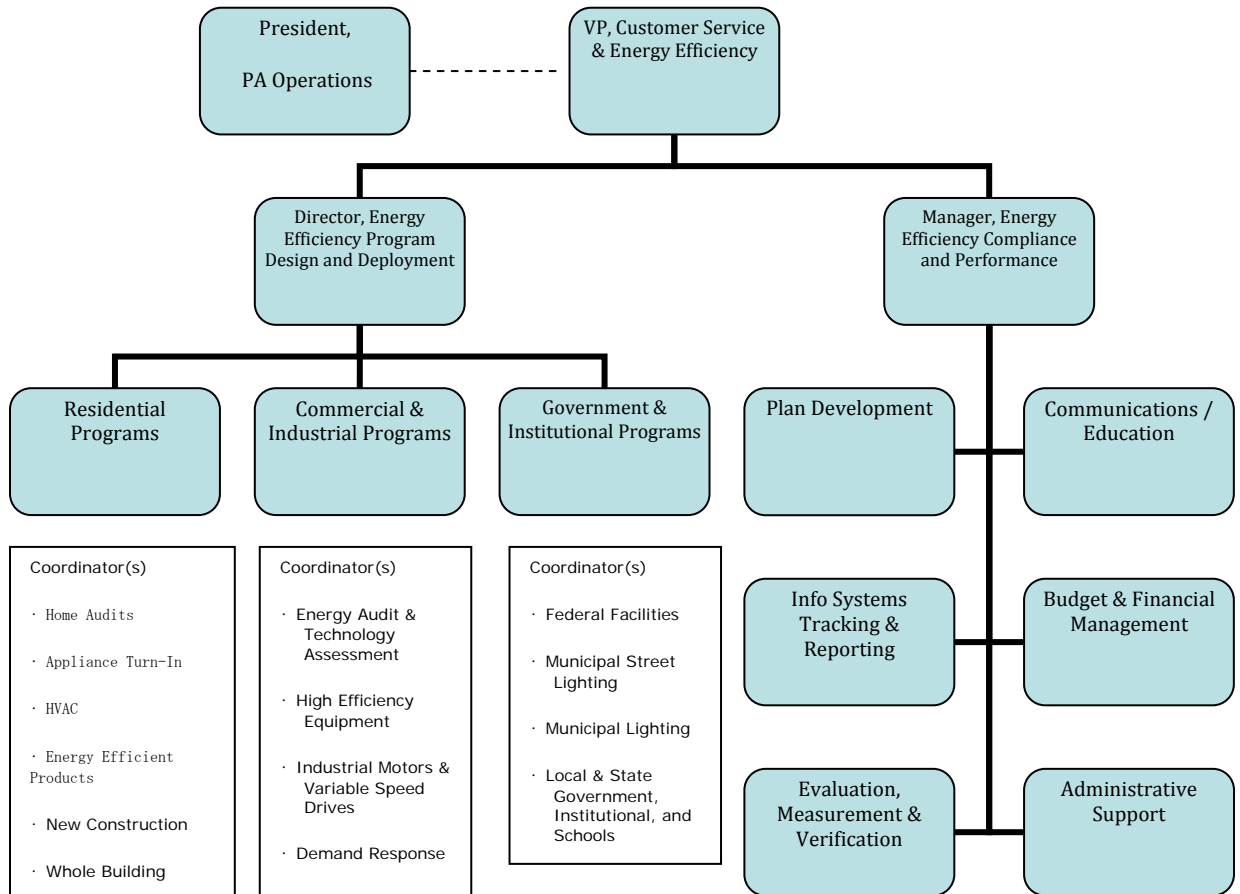 President,
PA Operations
VP, Customer Service
& Energy Efficiency
Director, Energy
Efficiency Program
Design and Deployment
Manager, Energy
Efficiency Compliance
and Performance
Residential
Programs
Commercial &
Industrial Programs
Government &
Institutional Programs
Plan Development
Communications /
Education
Coordinator(s)
· Home Audits
· Appliance Turn-In
· HVAC
· Energy Efficient
Products
· New Construction
· Whole Building
Coordinator(s)
· Energy Audit &
Technology
Assessment
· High Efficiency
Equipment
· Industrial Motors &
Variable Speed
Drives
· Demand Response
Coordinator(s)
· Federal Facilities
· Municipal Street
Lighting
· Municipal Lighting
· Local & State
Government,
Institutional, and
Schools
Info Systems
Tracking &
Reporting
Budget & Financial
Management
Evaluation,
Measurement &
Verification
Administrative
Support